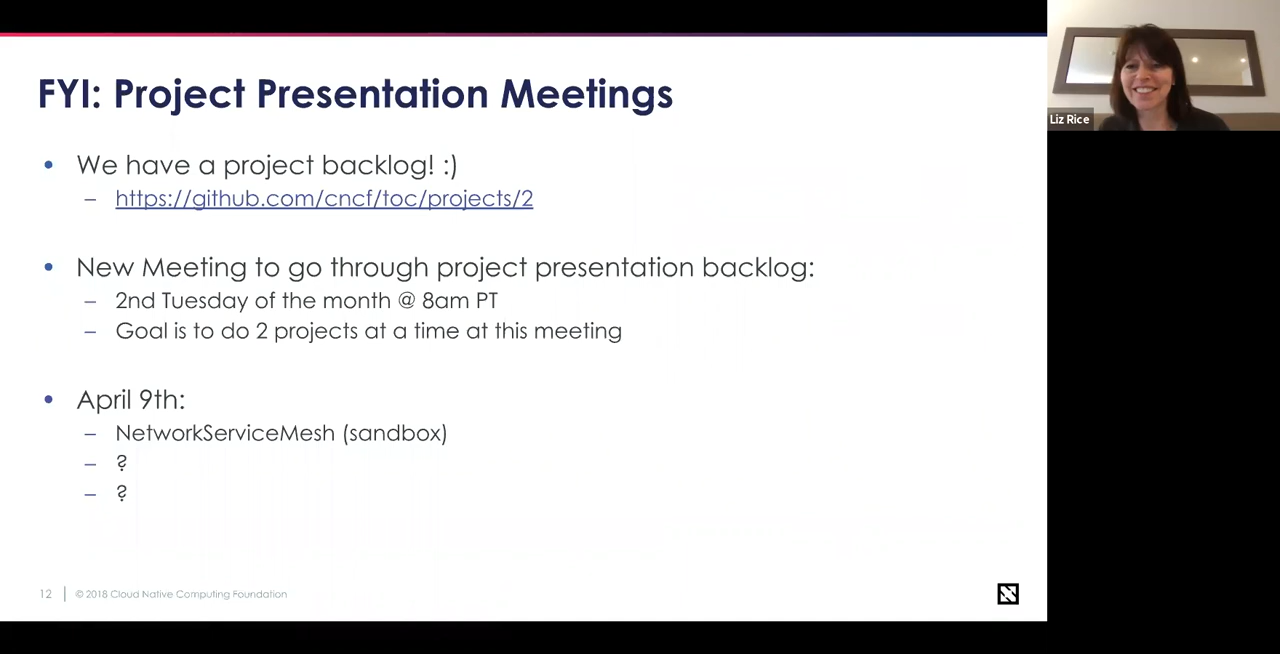 FYI: Project Presentation Meetings
• We have a project backlog! :)
– https://github.com/cncf/toc/projects/2
• New Meeting to go through project presentation backlog:
– 2nd Tuesday of the month @ 8am PT
– Goal is to do 2 projects at a time at this meeting
• April 9th:
– NetworkServiceMesh (sandbox)
– ?
– ?
12 | © 2018 Cloud Native Computing Foundation
Liz Rice